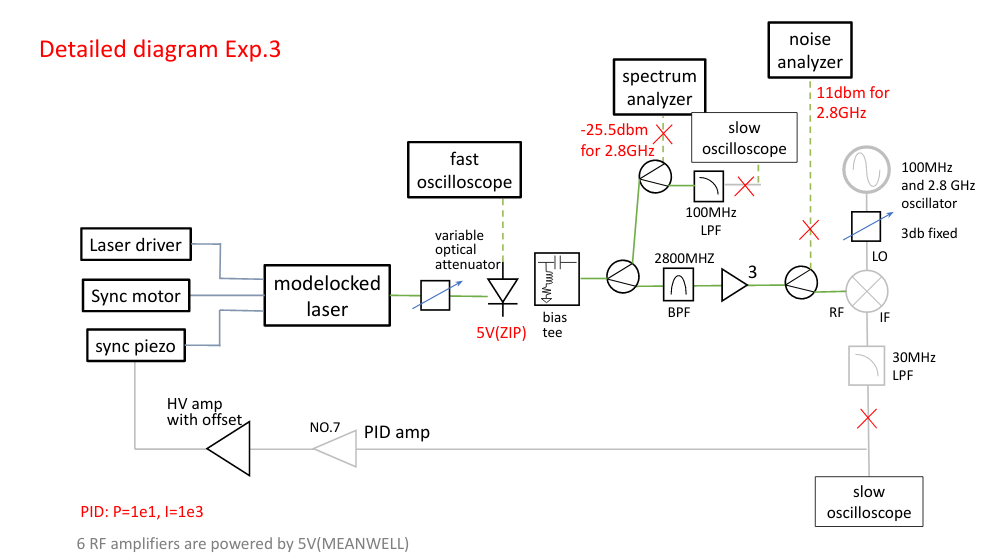 Detailed diagram Exp.3
noise
analyzer
spectrum
analyzer
11dbm for
2.8GHz
-25.5dbm
for 2.8GHz
slow
oscilloscope
fast
oscilloscope
100MHz
and 2.8 GHz
oscillator
100MHz
LPF
3db fixed
variable
optical
attenuator
Laser driver
LO
2800MHZ
3
BPF
modelocked
laser
Sync motor
bias
tee
RF
IF
5V(ZIP)
sync piezo
30MHz
LPF
HV amp
with offset
NO.7
PID amp
slow
oscilloscope
PID: P=1e1, I=1e3
6 RF amplifiers are powered by 5V(MEANWELL)